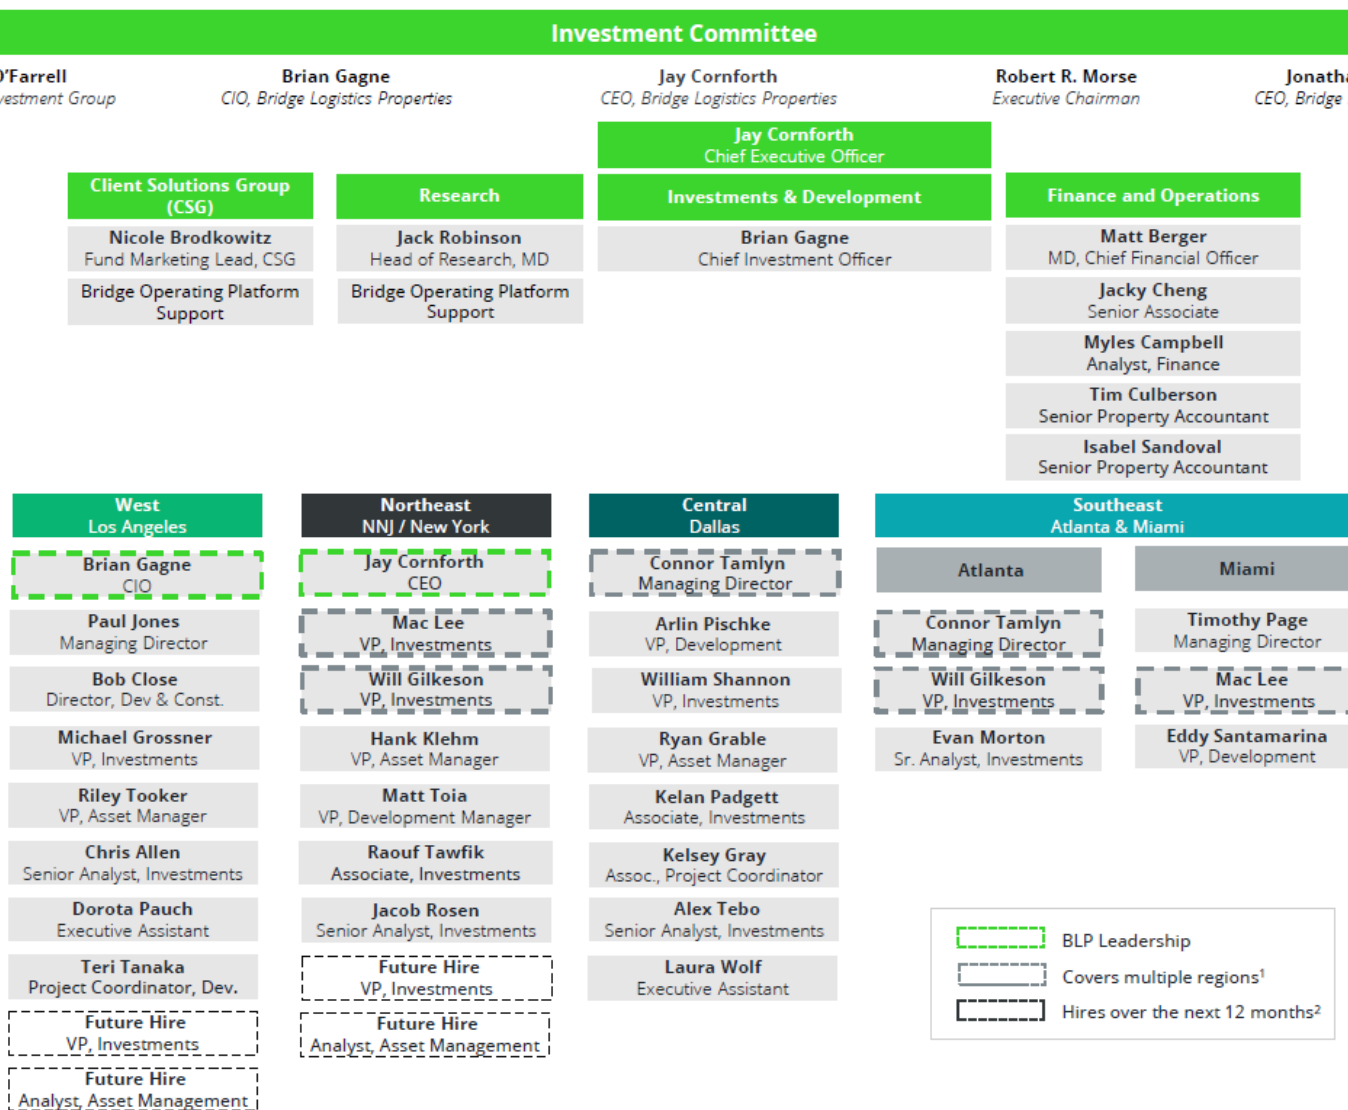 Investment Committee
O'Farrell
Investment Group
Brian Gagne
CIO, Bridge Logistics Properties
Jay Cornforth
CEO, Bridge Logistics Properties
Robert R. Morse
Executive Chairman
CEO, Bridge
Jay Cornforth
Chief Executive Officer
Client Solutions Group
(CSG)
Nicole Brodkowitz
Fund Marketing Lead, CSG
Bridge Operating Platform
Support
Research
Jack Robinson
Head of Research, MD
Bridge Operating Platform
Support
Investments & Development
Brian Gagne
Chief Investment Officer
Finance and Operations
Matt Berger
MD, Chief Financial Officer
Jacky Cheng
Senior Associate
Myles Campbell
Analyst, Finance
Tim Culberson
Senior Property Accountant
Isabel Sandoval
Senior Property Accountant
West
Los Angeles
Brian Gagne
CIO
Paul Jones
Managing Director
Bob Close
Director, Dev & Const.
Michael Grossner
VP, Investments
Riley Tooker
VP, Asset Manager
Chris Allen
Senior Analyst, Investments
Dorota Pauch
Executive Assistant
Teri Tanaka
Project Coordinator, Dev.
Future Hire
VP, Investments
Future Hire
Analyst, Asset Management
Northeast
NNJ / New York
Jay Cornforth
CEO
Mac Lee
VP, Investments
Will Gilkeson
VP, Investments
Hank Klehm
VP, Asset Manager
Matt Toia
VP, Development Manager
Raouf Tawfik
Associate, Investments
Jacob Rosen
Senior Analyst, Investments
Future Hire
VP, Investments
Future Hire
Analyst, Asset Management
Central
Dallas
Connor Tamlyn
Managing Director
Arlin Pischke
VP, Development
William Shannon
VP, Investments
Ryan Grable
VP, Asset Manager
Kelan Padgett
Associate, Investments
Kelsey Gray
Assoc., Project Coordinator
Alex Tebo
Senior Analyst, Investments
Laura Wolf
Executive Assistant
Southeast
Atlanta & Miami
Atlanta
Connor Tamlyn
Managing Director
Will Gilkeson
VP, Investments
Evan Morton
Sr. Analyst, Investments
Miami
Timothy Page
Managing Director
Mac Lee
VP, Investments
Eddy Santamarina
VP, Development
BLP Leadership
Covers multiple regions¹
Hires over the next 12 months²